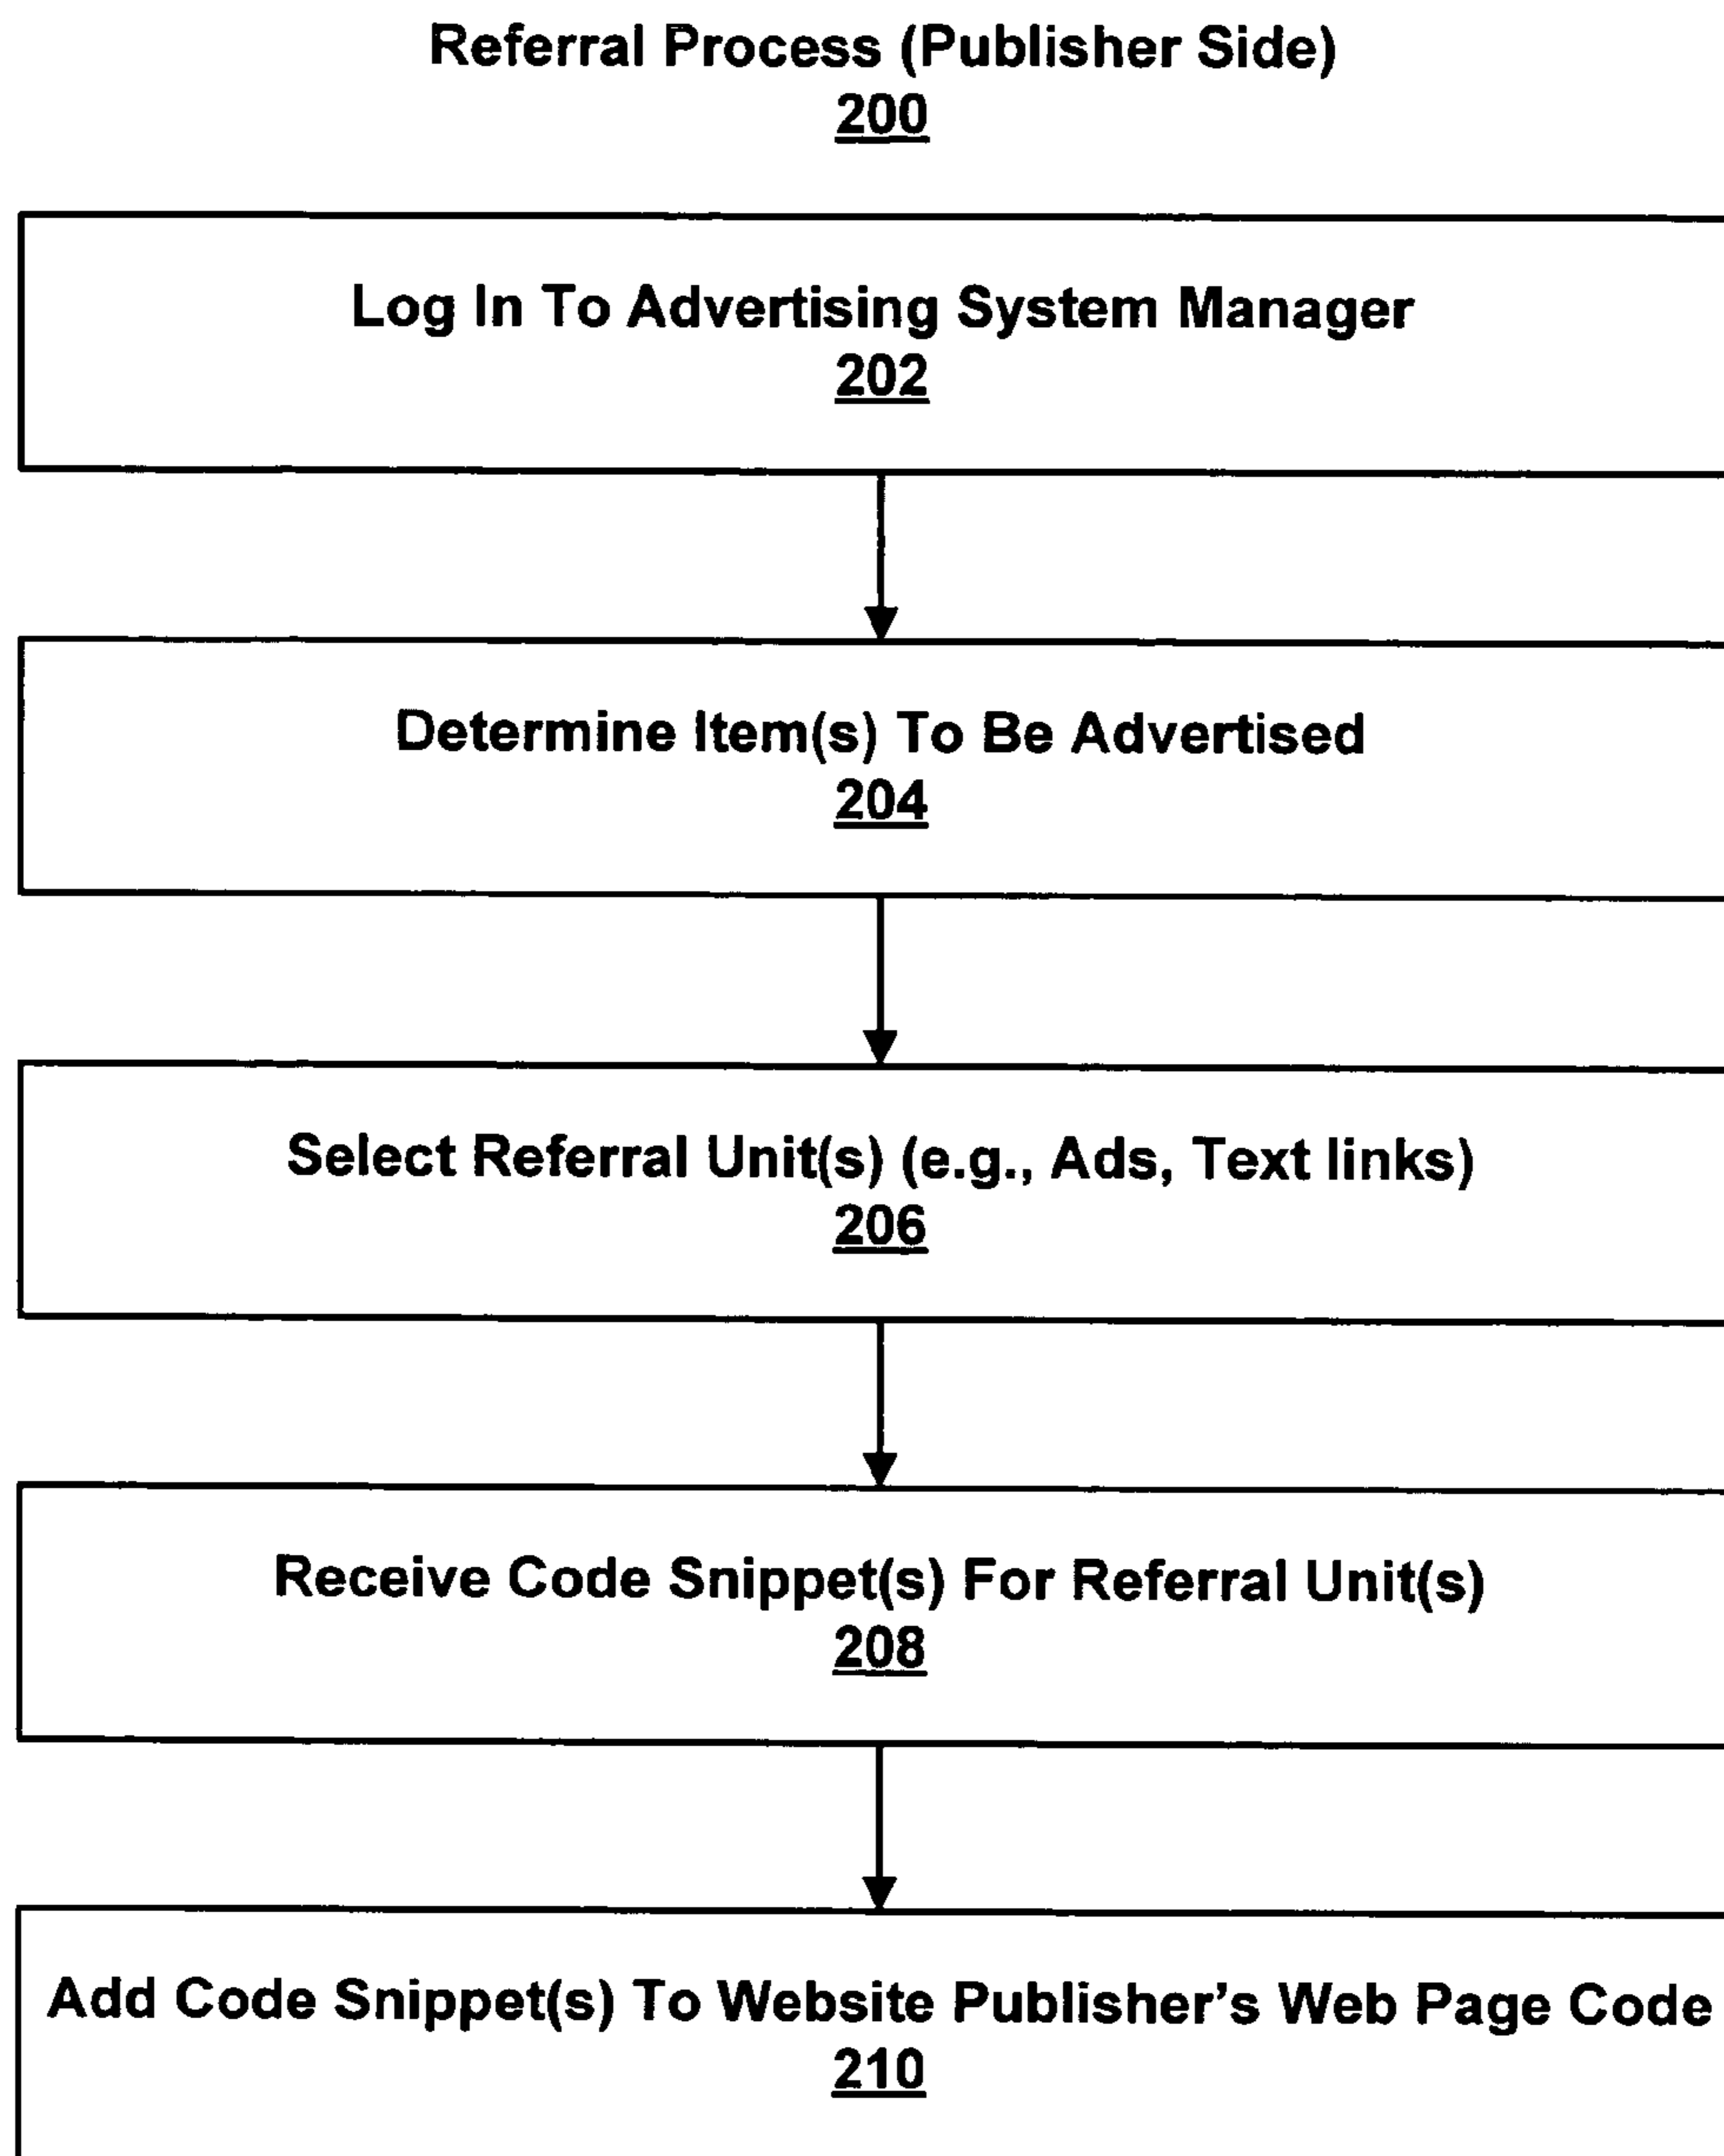 Referral Process (Publisher Side)
200
Log In To Advertising System Manager
202
Determine Item(s) To Be Advertised
204
Select Referral Unit(s) (e.g., Ads, Text links)
206
Receive Code Snippet(s) For Referral Unit(s)
208
Add Code Snippet(s) To Website Publisher's Web Page Code
210